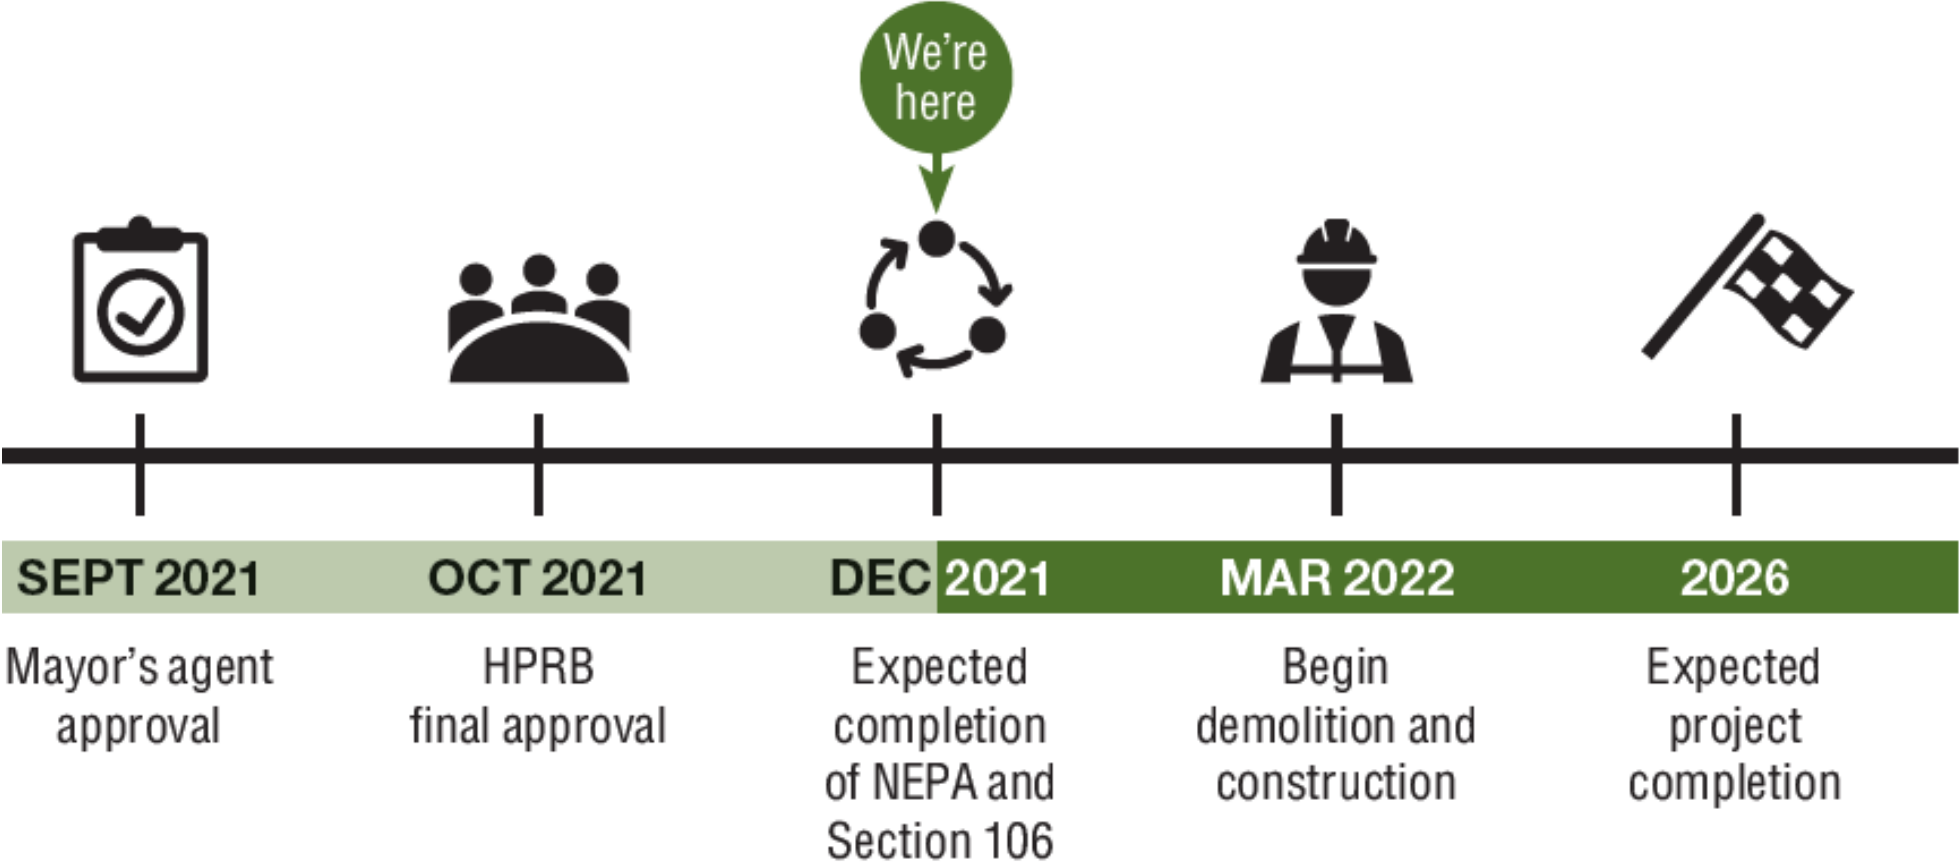 We're
here
SEPT 2021
OCT 2021
DEC 2021
MAR 2022
2026
Mayor's agent
approval
HPRB
final approval
Expected
completion
of NEPA and
Section 106
Begin
demolition and
construction
Expected
project
completion